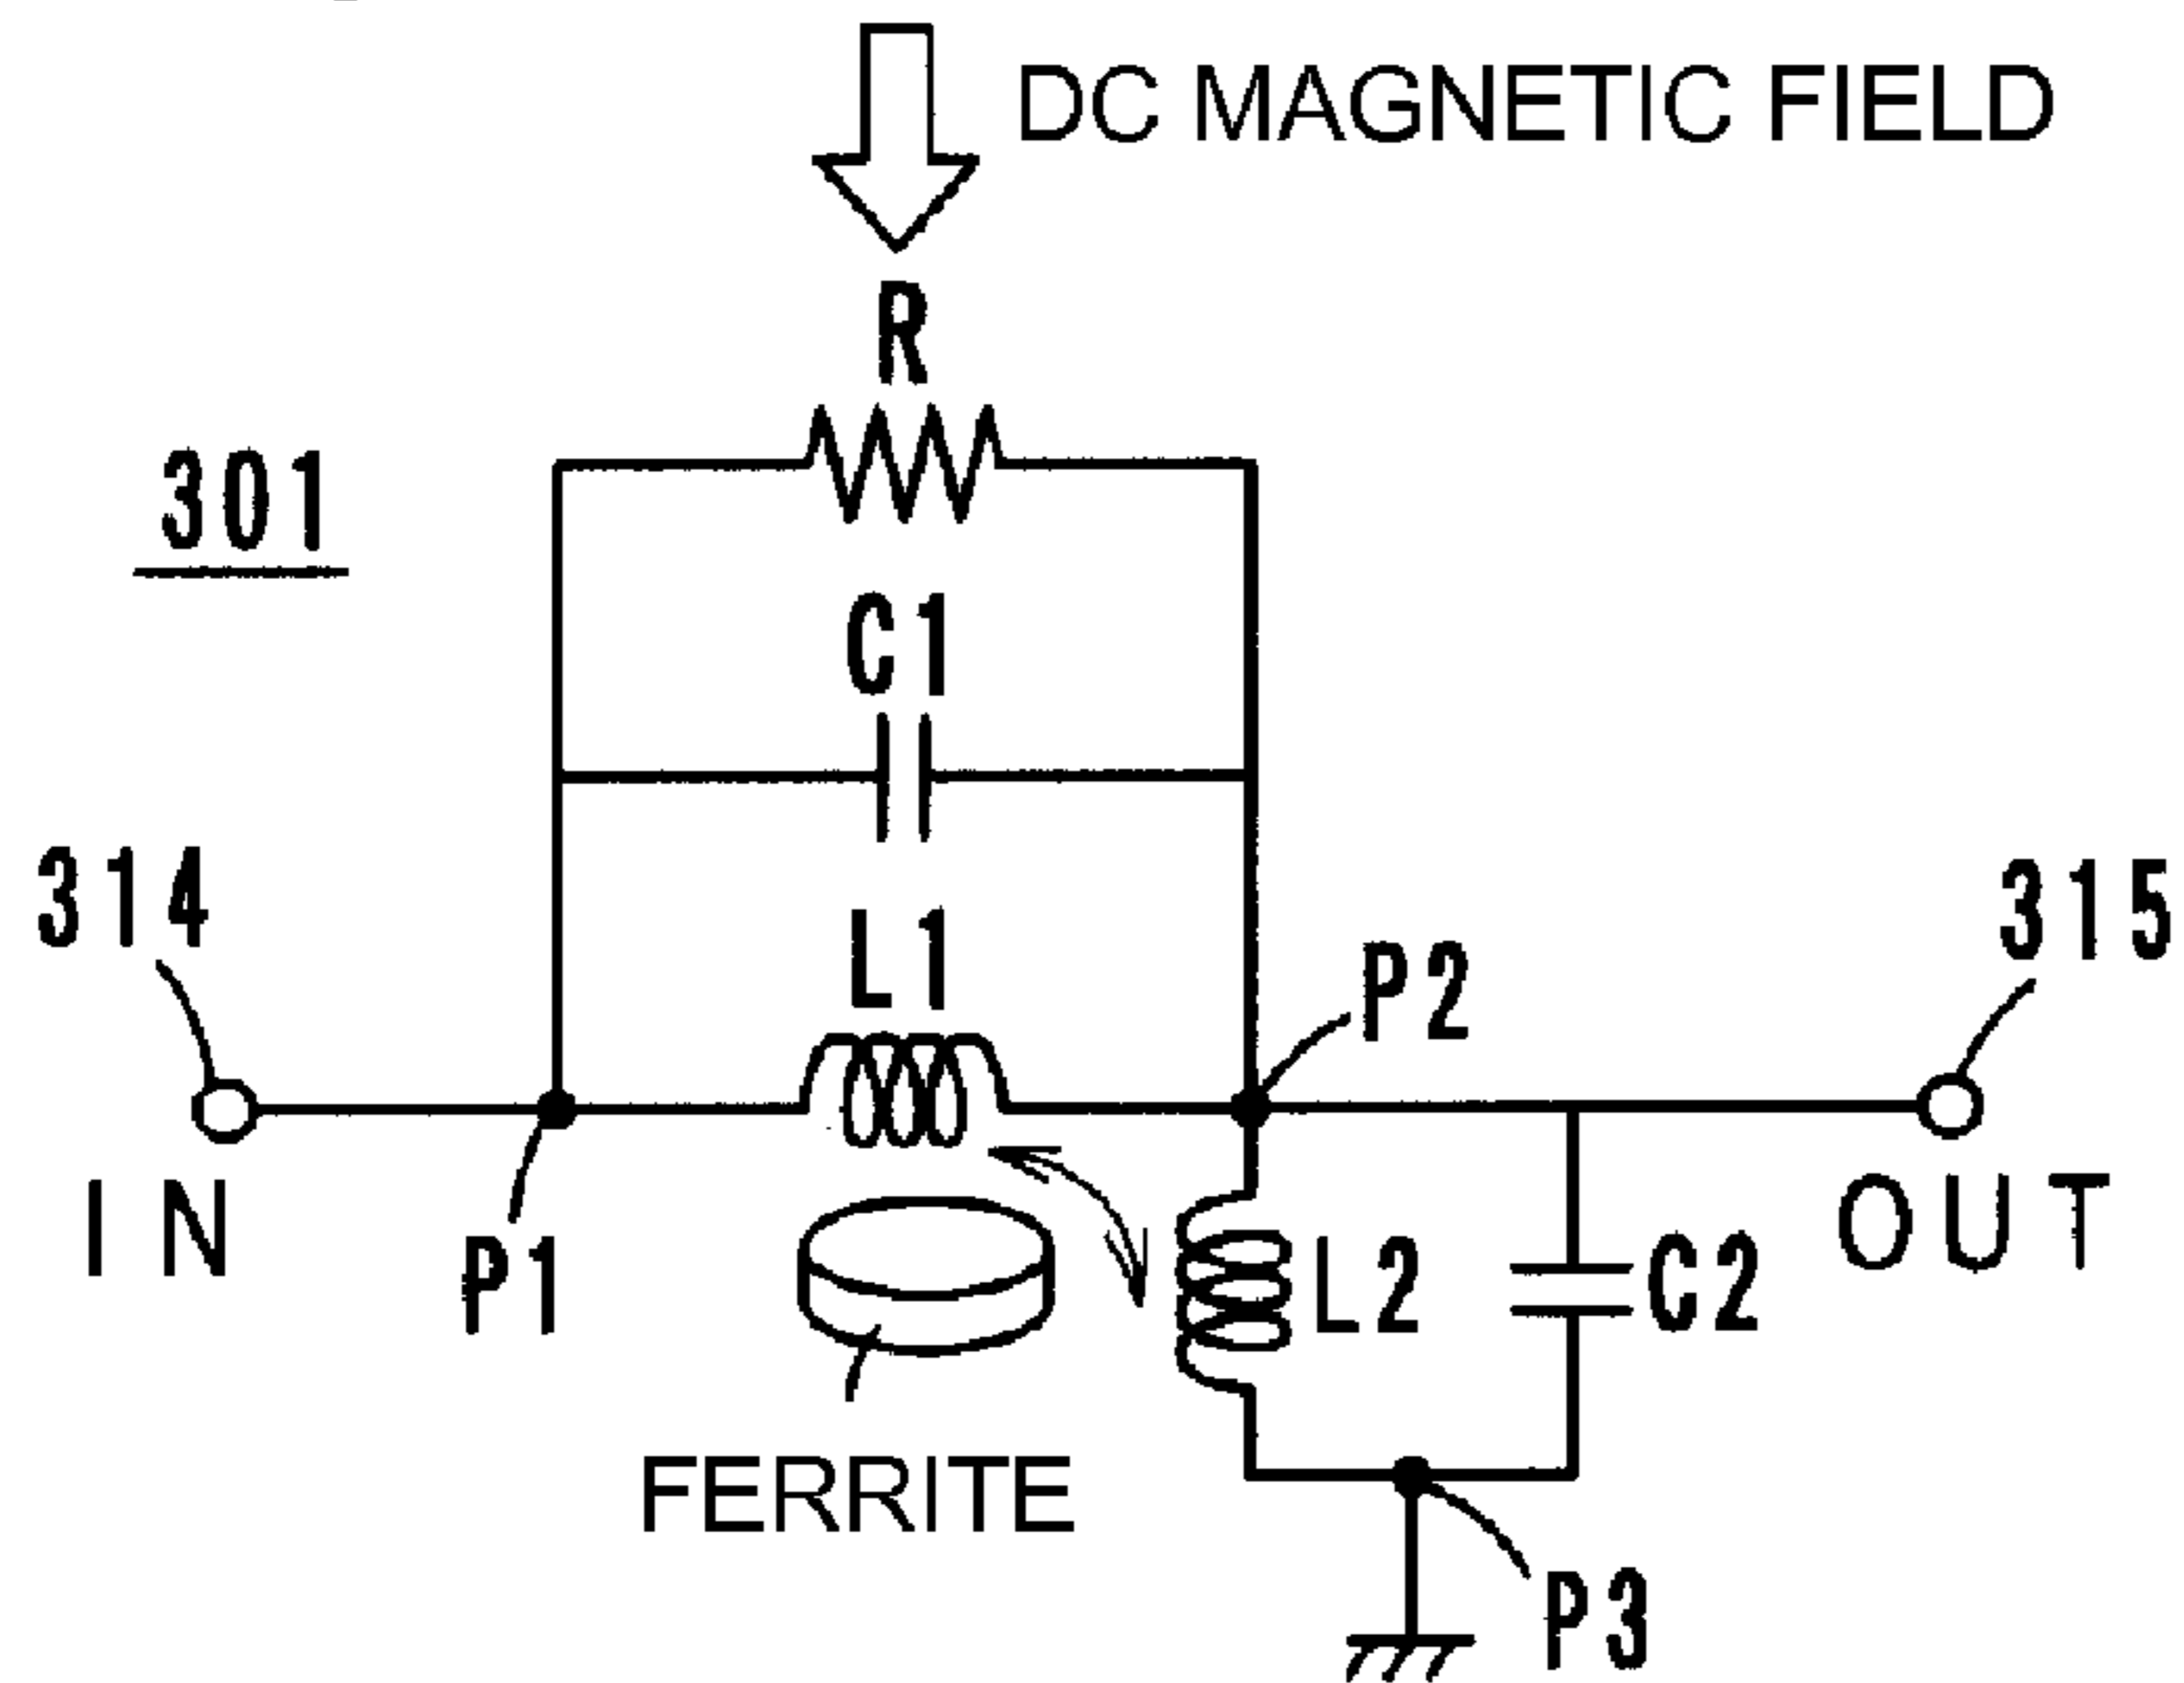 DC MAGNETIC FIELD
R
301
C1
314
L1
P2
315
IN
P1
L2
C2
OUT
FERRITE
P3